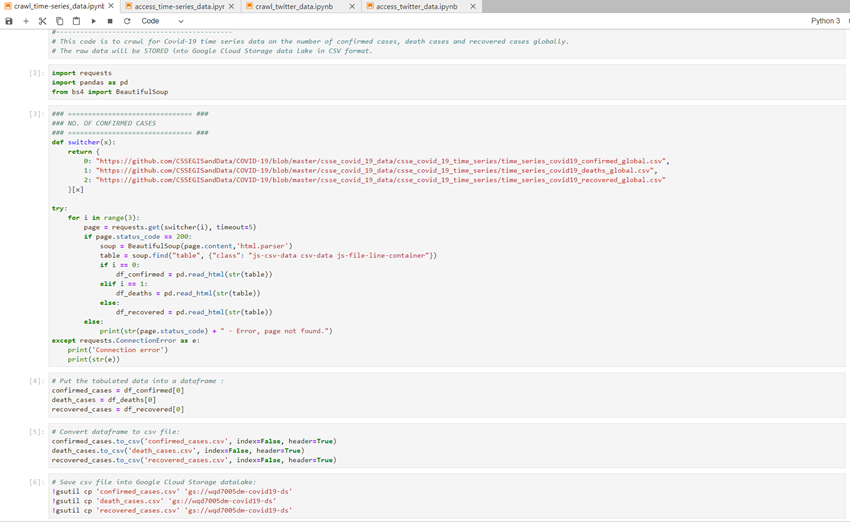 crawl_time-series_data.ipynb
access_time-series_data.ipynb
crawl_twitter_data.ipynb
access_twitter_data.ipynb
Code
Python 3
#--------------------------------------------
# This code is to crawl for Covid-19 time series data on the number of confirmed cases, death cases and recovered cases globally.
# The raw data will be STORED into Google Cloud Storage data lake in CSV format.
[2]:
import requests
import pandas as pd
from bs4 import BeautifulSoup
[3]:
### =============================== ###
### NO. OF CONFIRMED CASES
### =============================== ###
def switcher(x):
    return {
        0: "https://github.com/CSSEGISandData/COVID-19/blob/master/csse_covid_19_data/csse_covid_19_time_series/time_series_covid19_confirmed_global.csv",
        1: "https://github.com/CSSEGISandData/COVID-19/blob/master/csse_covid_19_data/csse_covid_19_time_series/time_series_covid19_deaths_global.csv",
        2: "https://github.com/CSSEGISandData/COVID-19/blob/master/csse_covid_19_data/csse_covid_19_time_series/time_series_covid19_recovered_global.csv"
    }[x]
try:
    for i in range(3):
        page = requests.get(switcher(i), timeout=5)
        if page.status_code == 200:
            soup = BeautifulSoup(page.content,'html.parser')
            table = soup.find("table", {"class": "js-csv-data csv-data js-file-line-container"})
            if i == 0:
                df_confirmed = pd.read_html(str(table))
            elif i == 1:
                df_deaths = pd.read_html(str(table))
            else:
                df_recovered = pd.read_html(str(table))
        else:
            print(str(page.status_code) + " - Error, page not found.")
except requests.ConnectionError as e:
    print('Connection error')
    print(str(e))
[4]:
# Put the tabulated data into a dataframe :
confirmed_cases = df_confirmed[0]
death_cases = df_deaths[0]
recovered_cases = df_recovered[0]
[5]:
# Convert dataframe to csv file:
confirmed_cases.to_csv('confirmed_cases.csv', index=False, header=True)
death_cases.to_csv('death_cases.csv', index=False, header=True)
recovered_cases.to_csv('recovered_cases.csv', index=False, header=True)
[6]:
# Save csv file into Google Cloud Storage datalake:
!gsutil cp 'confirmed_cases.csv' 'gs://wqd7005dm-covid19-ds'
!gsutil cp 'death_cases.csv' 'gs://wqd7005dm-covid19-ds'
!gsutil cp 'recovered_cases.csv' 'gs://wqd7005dm-covid19-ds'